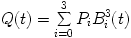 Q(t) = \sum_{i=0}^{3} P_i B_i^3(t)